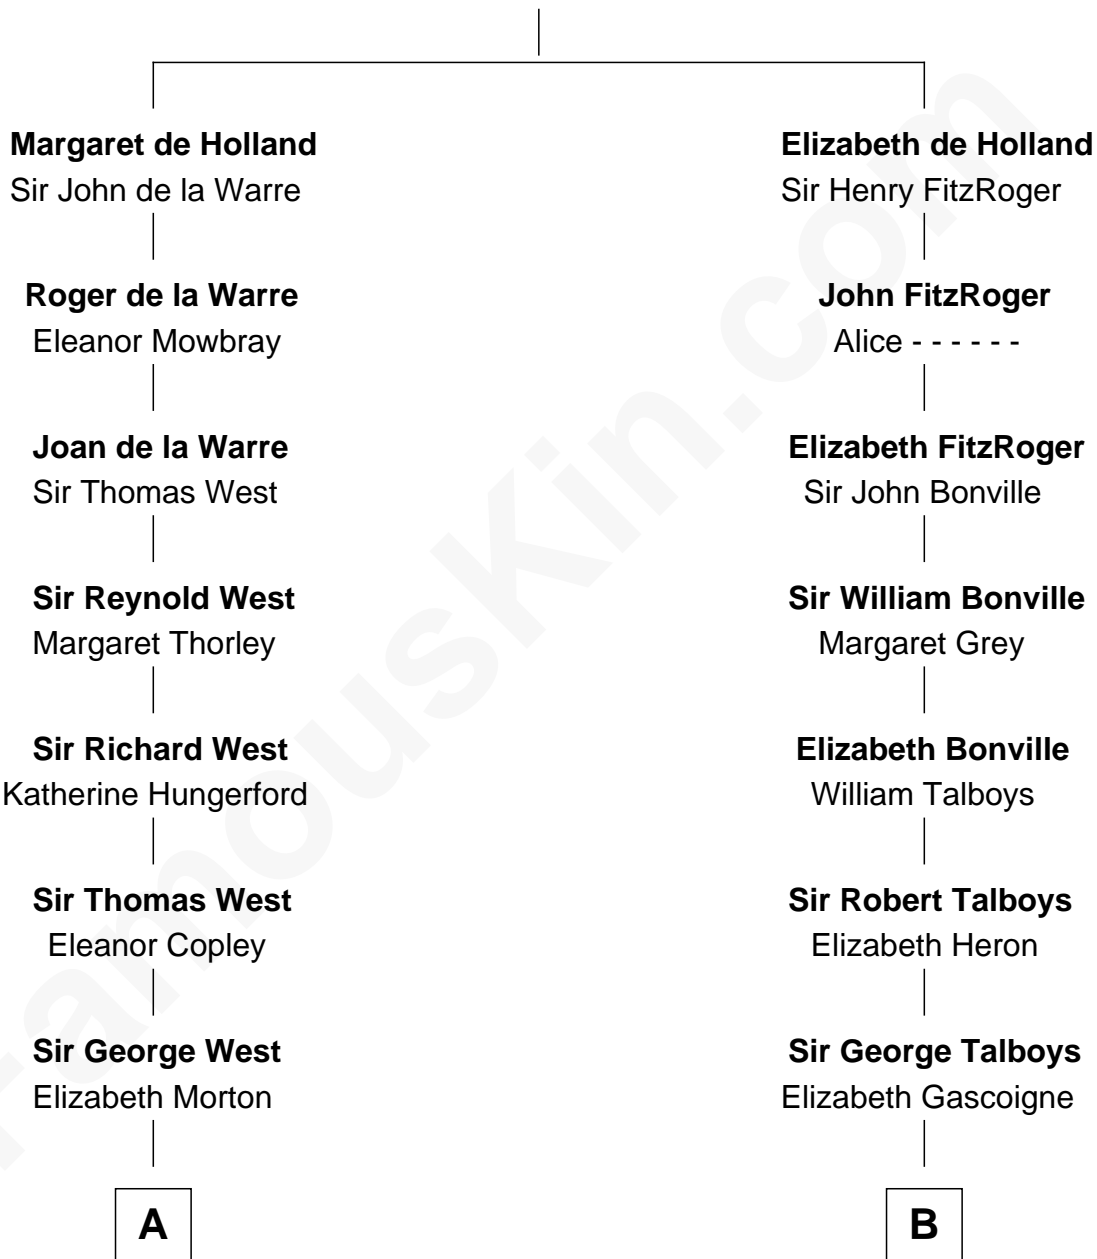 Margaret de Holland
Sir John de la Warre
Elizabeth de Holland
Sir Henry FitzRoger
Roger de la Warre
Eleanor Mowbray
John FitzRoger
Alice - - - - - -
Joan de la Warre
Sir Thomas West
Elizabeth FitzRoger
Sir John Bonville
Sir Reynold West
Margaret Thorley
Sir William Bonville
Margaret Grey
Sir Richard West
Katherine Hungerford
Elizabeth Bonville
William Talboys
Sir Thomas West
Eleanor Copley
Sir Robert Talboys
Elizabeth Heron
Sir George West
Elizabeth Morton
Sir George Talboys
Elizabeth Gascoigne
A
B
FamousKin.com